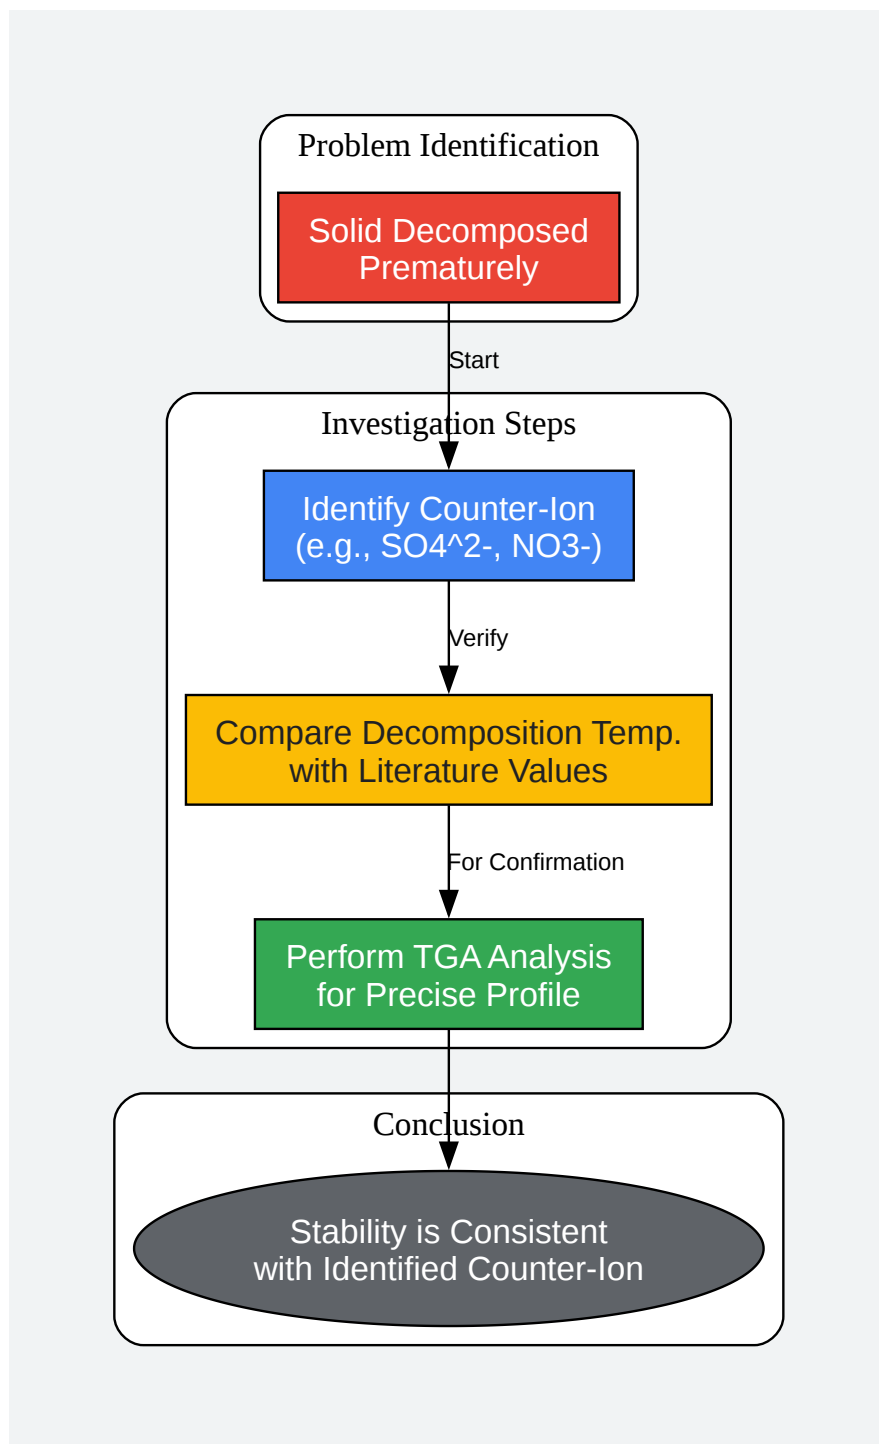 Problem Identification
Solid Decomposed
Prematurely
Start
Investigation Steps
Identify Counter-Ion
(e.g., SO4^2-, NO3-)
Verify
Compare Decomposition Temp.
with Literature Values
For Confirmation
Perform TGA Analysis
for Precise Profile
Conclusion
Stability is Consistent
with Identified Counter-Ion